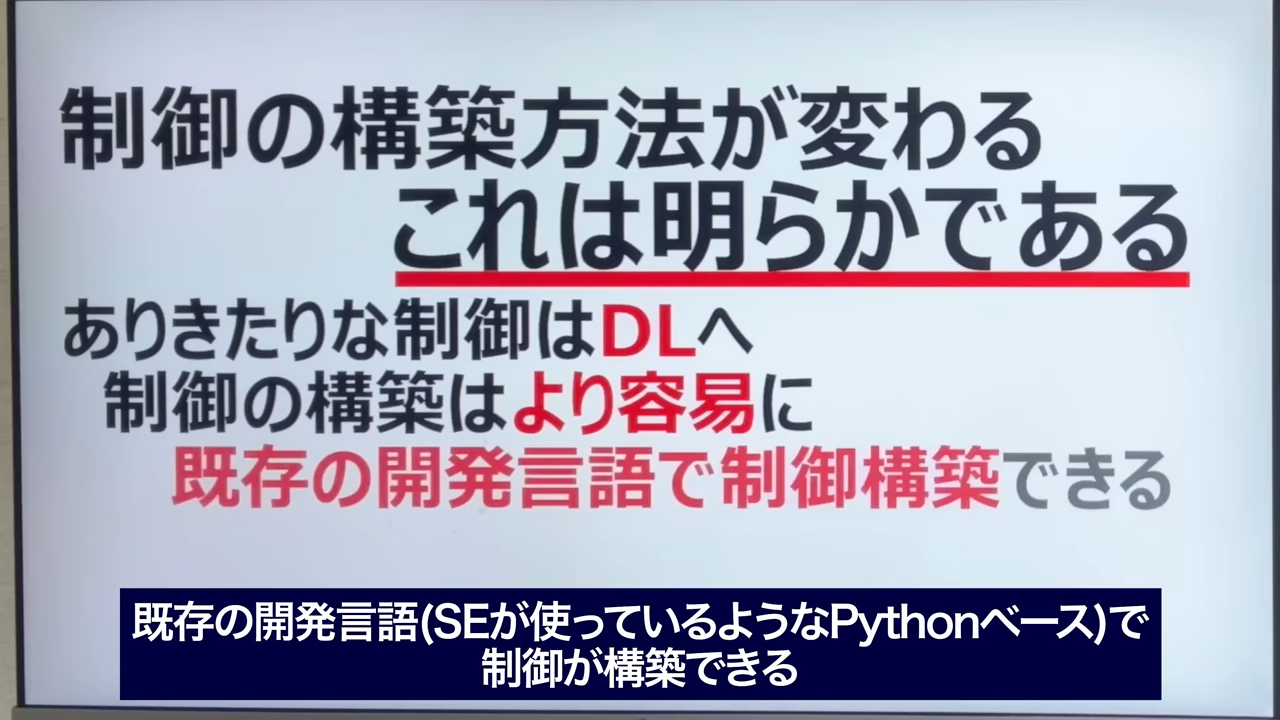 制御の構築方法が変わる
これは明らかである
ありきたりな制御はDLへ
制御の構築はより容易に
既存の開発言語で制御構築できる
既存の開発言語(SEが使っているようなPythonベース)で
制御が構築できる